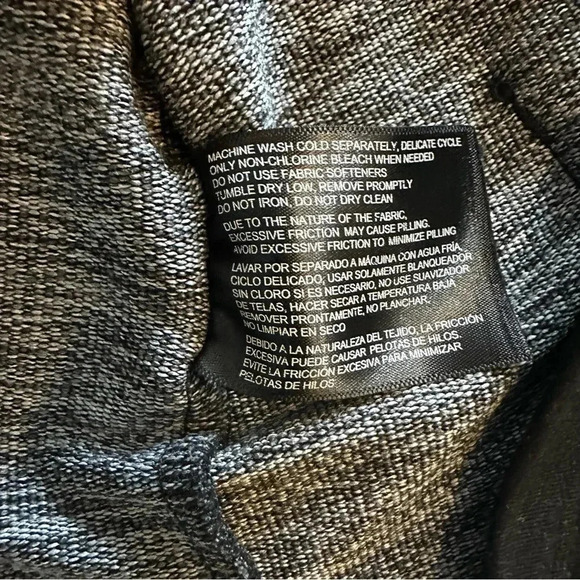 MACHINE WASH COLD SEPARATELY, DELICATE CYCLE
ONLY NON-CHLORINE BLEACH WHEN NEEDED
DO NOT USE FABRIC SOFTENERS
TUMBLE DRY LOW, REMOVE PROMPTLY
DO NOT IRON, DO NOT DRY CLEAN
DUE TO THE NATURE OF THE FABRIC,
EXCESSIVE FRICTION MAY CAUSE PILLING.
AVOID EXCESSIVE FRICTION TO MINIMIZE PILLING
LAVAR POR SEPARADO A MÁQUINA CON AGUA FRÍA,
CICLO DELICADO, USAR SOLAMENTE BLANQUEADOR
SIN CLORO SI ES NECESARIO, NO USE SUAVIZADOR
DE TELAS, HACER SECAR A TEMPERATURA BAJA
REMOVER PRONTAMENTE, NO PLANCHAR,
NO LIMPIAR EN SECO
DEBIDO A LA NATURALEZA DEL TEJIDO, LA FRICCIÓN
EXCESIVA PUEDE CAUSAR PELOTAS DE HILOS.
EVITE LA FRICCIÓN EXCESIVA PARA MINIMIZAR
PELOTAS DE HILOS.